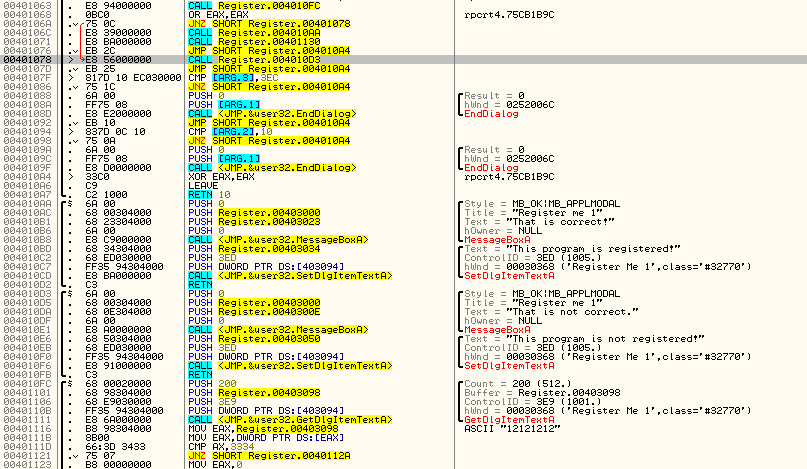 00401063 . E8 94000000 CALL Register.004010FC
00401068 . 0BC0 OR EAX,EAX rpcrt4.75CB1B9C
0040106A .v 75 0C JNZ SHORT Register.00401078
0040106C . E8 39000000 CALL Register.004010AA
00401071 . E8 BA000000 CALL Register.00401130
00401076 .v EB 2C JMP SHORT Register.004010A4
00401078 > E8 56000000 CALL Register.004010D3
0040107D .v EB 25 JMP SHORT Register.004010A4
0040107F > 817D 10 EC030000 CMP [ARG.3],3EC
00401086 .v 75 1C JNZ SHORT Register.004010A4
00401088 . 6A 00 PUSH 0 Result = 0
0040108A . FF75 08 PUSH [ARG.1] hWnd = 0252006C
0040108D . E8 E2000000 CALL <JMP.&user32.EndDialog> EndDialog
00401092 .v EB 10 JMP SHORT Register.004010A4
00401094 > 837D 0C 10 CMP [ARG.2],10
00401098 .v 75 0A JNZ SHORT Register.004010A4
0040109A . 6A 00 PUSH 0 Result = 0
0040109C . FF75 08 PUSH [ARG.1] hWnd = 0252006C
0040109F . E8 D0000000 CALL <JMP.&user32.EndDialog> EndDialog
004010A4 > 33C0 XOR EAX,EAX rpcrt4.75CB1B9C
004010A6 . C9 LEAVE
004010A7 . C2 1000 RETN 10
004010AA $ 6A 00 PUSH 0 Style = MB_OK|MB_APPLMODAL
004010AC . 68 00304000 PUSH Register.00403000 Title = "Register me 1"
004010B1 . 68 23304000 PUSH Register.00403023 Text = "That is correct!"
004010B6 . 6A 00 PUSH 0 hOwner = NULL
004010B8 . E8 C9000000 CALL <JMP.&user32.MessageBoxA> MessageBoxA
004010BD . 68 34304000 PUSH Register.00403034 Text = "This program is registered!"
004010C2 . 68 ED030000 PUSH 3ED ControlID = 3ED (1005.)
004010C7 . FF35 94304000 PUSH DWORD PTR DS:[403094] hWnd = 00030368 ('Register Me 1',class='#32770')
004010CD . E8 BA000000 CALL <JMP.&user32.SetDlgItemTextA> SetDlgItemTextA
004010D2 . C3 RETN
004010D3 $ 6A 00 PUSH 0 Style = MB_OK|MB_APPLMODAL
004010D5 . 68 00304000 PUSH Register.00403000 Title = "Register me 1"
004010DA . 68 0E304000 PUSH Register.0040300E Text = "That is not correct."
004010DF . 6A 00 PUSH 0 hOwner = NULL
004010E1 . E8 A0000000 CALL <JMP.&user32.MessageBoxA> MessageBoxA
004010E6 . 68 50304000 PUSH Register.00403050 Text = "This program is not registered!"
004010EB . 68 ED030000 PUSH 3ED ControlID = 3ED (1005.)
004010F0 . FF35 94304000 PUSH DWORD PTR DS:[403094] hWnd = 00030368 ('Register Me 1',class='#32770')
004010F6 . E8 91000000 CALL <JMP.&user32.SetDlgItemTextA> SetDlgItemTextA
004010FB . C3 RETN
004010FC $ 68 00020000 PUSH 200 Count = 200 (512.)
00401101 . 68 98304000 PUSH Register.00403098 Buffer = Register.00403098
00401106 . 68 E9030000 PUSH 3E9 ControlID = 3E9 (1001.)
0040110B . FF35 94304000 PUSH DWORD PTR DS:[403094] hWnd = 00030368 ('Register Me 1',class='#32770')
00401111 . E8 6A000000 CALL <JMP.&user32.GetDlgItemTextA> GetDlgItemTextA
00401116 . B8 98304000 MOV EAX,Register.00403098 ASCII "12121212"
0040111B . 8B00 MOV EAX,DWORD PTR DS:[EAX]
0040111D . 66:3D 3433 CMP AX,3334
00401121 .v 75 07 JNZ SHORT Register.0040112A
00401123 . B8 00000000 MOV EAX,0